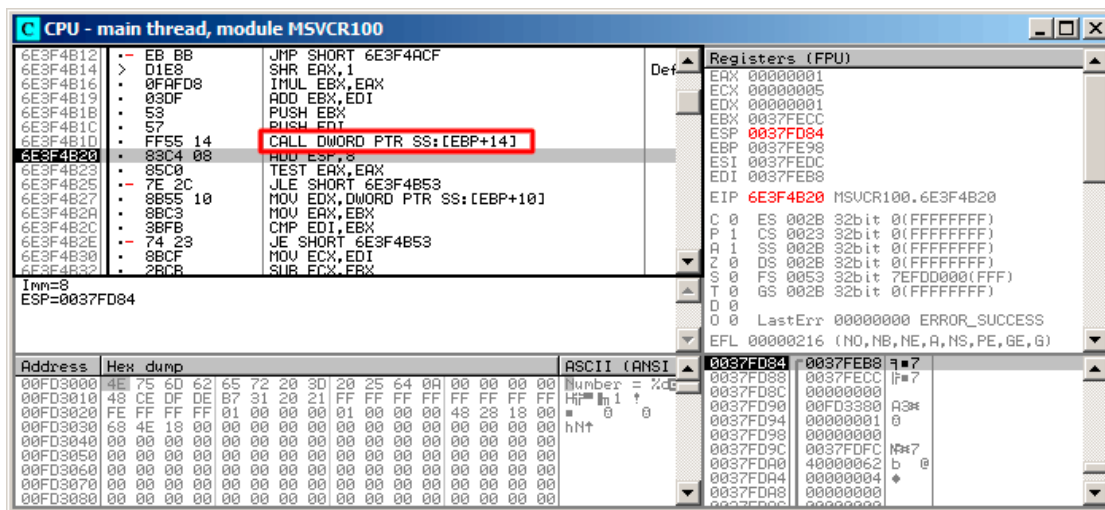 C CPU - main thread, module MSVCR100
6E3F4B12 .- EB BB JMP SHORT 6E3F4ACF
6E3F4B14 > D1E8 SHR EAX,1 Def
6E3F4B16 . 0FAFD8 IMUL EBX,EAX
6E3F4B19 . 03DF ADD EBX,EDI
6E3F4B1B . 53 PUSH EBX
6E3F4B1C . 57 PUSH EDI
6E3F4B1D . FF55 14 CALL DWORD PTR SS:[EBP+14]
6E3F4B20 . 83C4 08 ADD ESP,8
6E3F4B23 . 85C0 TEST EAX,EAX
6E3F4B25 .- 7E 2C JLE SHORT 6E3F4B53
6E3F4B27 . 8B55 10 MOV EDX,DWORD PTR SS:[EBP+10]
6E3F4B2A . 8BC3 MOV EAX,EBX
6E3F4B2C . 3BFB CMP EDI,EBX
6E3F4B2E .- 74 23 JE SHORT 6E3F4B53
6E3F4B30 . 8BCF MOV ECX,EDI
6E3F4B32 . 2BCB SUB ECX,EBX
Imm=8
ESP=0037FD84
Registers (FPU)
EAX 00000001
ECX 00000005
EDX 00000001
EBX 0037FECC
ESP 0037FD84
EBP 0037FE98
ESI 0037FEDC
EDI 0037FEB8
EIP 6E3F4B20 MSVCR100.6E3F4B20
C 0 ES 002B 32bit 0(FFFFFFFF)
P 1 CS 0023 32bit 0(FFFFFFFF)
A 1 SS 002B 32bit 0(FFFFFFFF)
Z 0 DS 002B 32bit 0(FFFFFFFF)
S 0 FS 0053 32bit 7EFDD000(FFF)
T 0 GS 002B 32bit 0(FFFFFFFF)
D 0
O 0 LastErr 00000000 ERROR_SUCCESS
EFL 00000216 (NO,NB,NE,A,NS,PE,GE,G)
Address Hex dump ASCII (ANSI
00FD3000 4E 75 6D 62 65 72 20 3D 20 25 64 0A 00 00 00 00 Number = %d
00FD3010 48 CE DF DE B7 31 20 21 FF FF FF FF FF FF FF FF
00FD3020 FE FF FF FF 01 00 00 00 01 00 00 00 48 28 18 00
00FD3030 68 4E 18 00 00 00 00 00 00 00 00 00 00 00 00 00 hN↑
00FD3040 00 00 00 00 00 00 00 00 00 00 00 00 00 00 00 00
00FD3050 00 00 00 00 00 00 00 00 00 00 00 00 00 00 00 00
00FD3060 00 00 00 00 00 00 00 00 00 00 00 00 00 00 00 00
00FD3070 00 00 00 00 00 00 00 00 00 00 00 00 00 00 00 00
00FD3080 00 00 00 00 00 00 00 00 00 00 00 00 00 00 00 00
0037FD84 0037FEB8 ╕■7
0037FD88 0037FECC ╠■7
0037FD8C 00000000
0037FD90 00FD3380
0037FD94 00000001
0037FD98 00000000
0037FD9C 0037FDFC
0037FDA0 40000062 b @
0037FDA4 00000004 ♦
0037FDA8 00000000